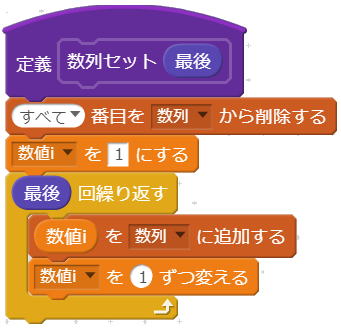 定義 数列セット 最後
すべて 番目を 数列 から削除する
数値i を 1 にする
最後 回繰り返す
数値i を 数列 に追加する
数値i を 1 ずつ変える